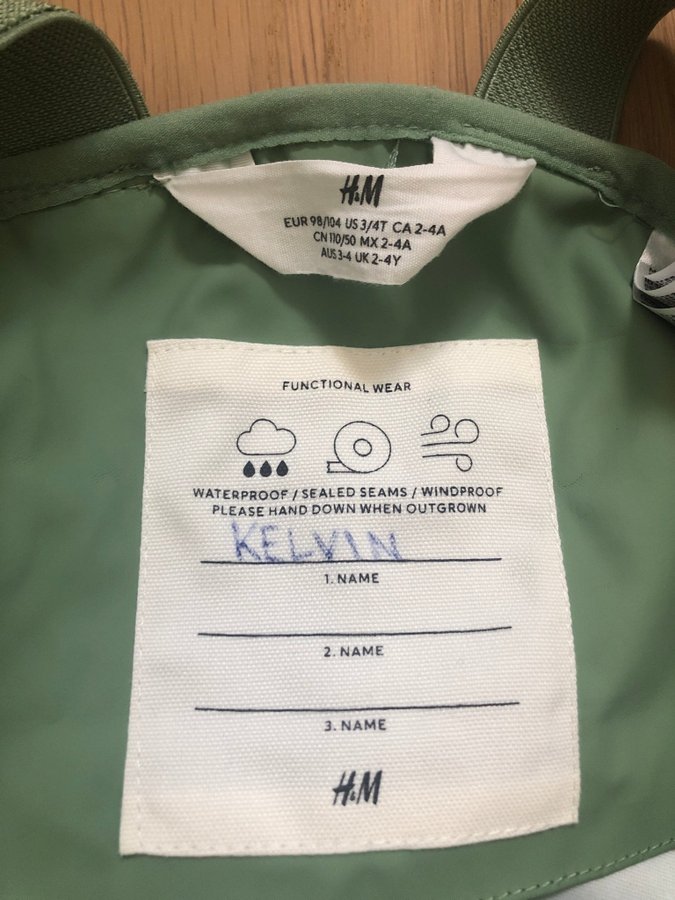 H&M
EUR 98/104 US 3/4T CA 2-4A
CN 110/50 MX 2-4A
AUS 3-4 UK 2-4Y
FUNCTIONAL WEAR
WATERPROOF / SEALED SEAMS / WINDPROOF
PLEASE HAND DOWN WHEN OUTGROWN
KELVIN
1. NAME
2. NAME
3. NAME
H&M